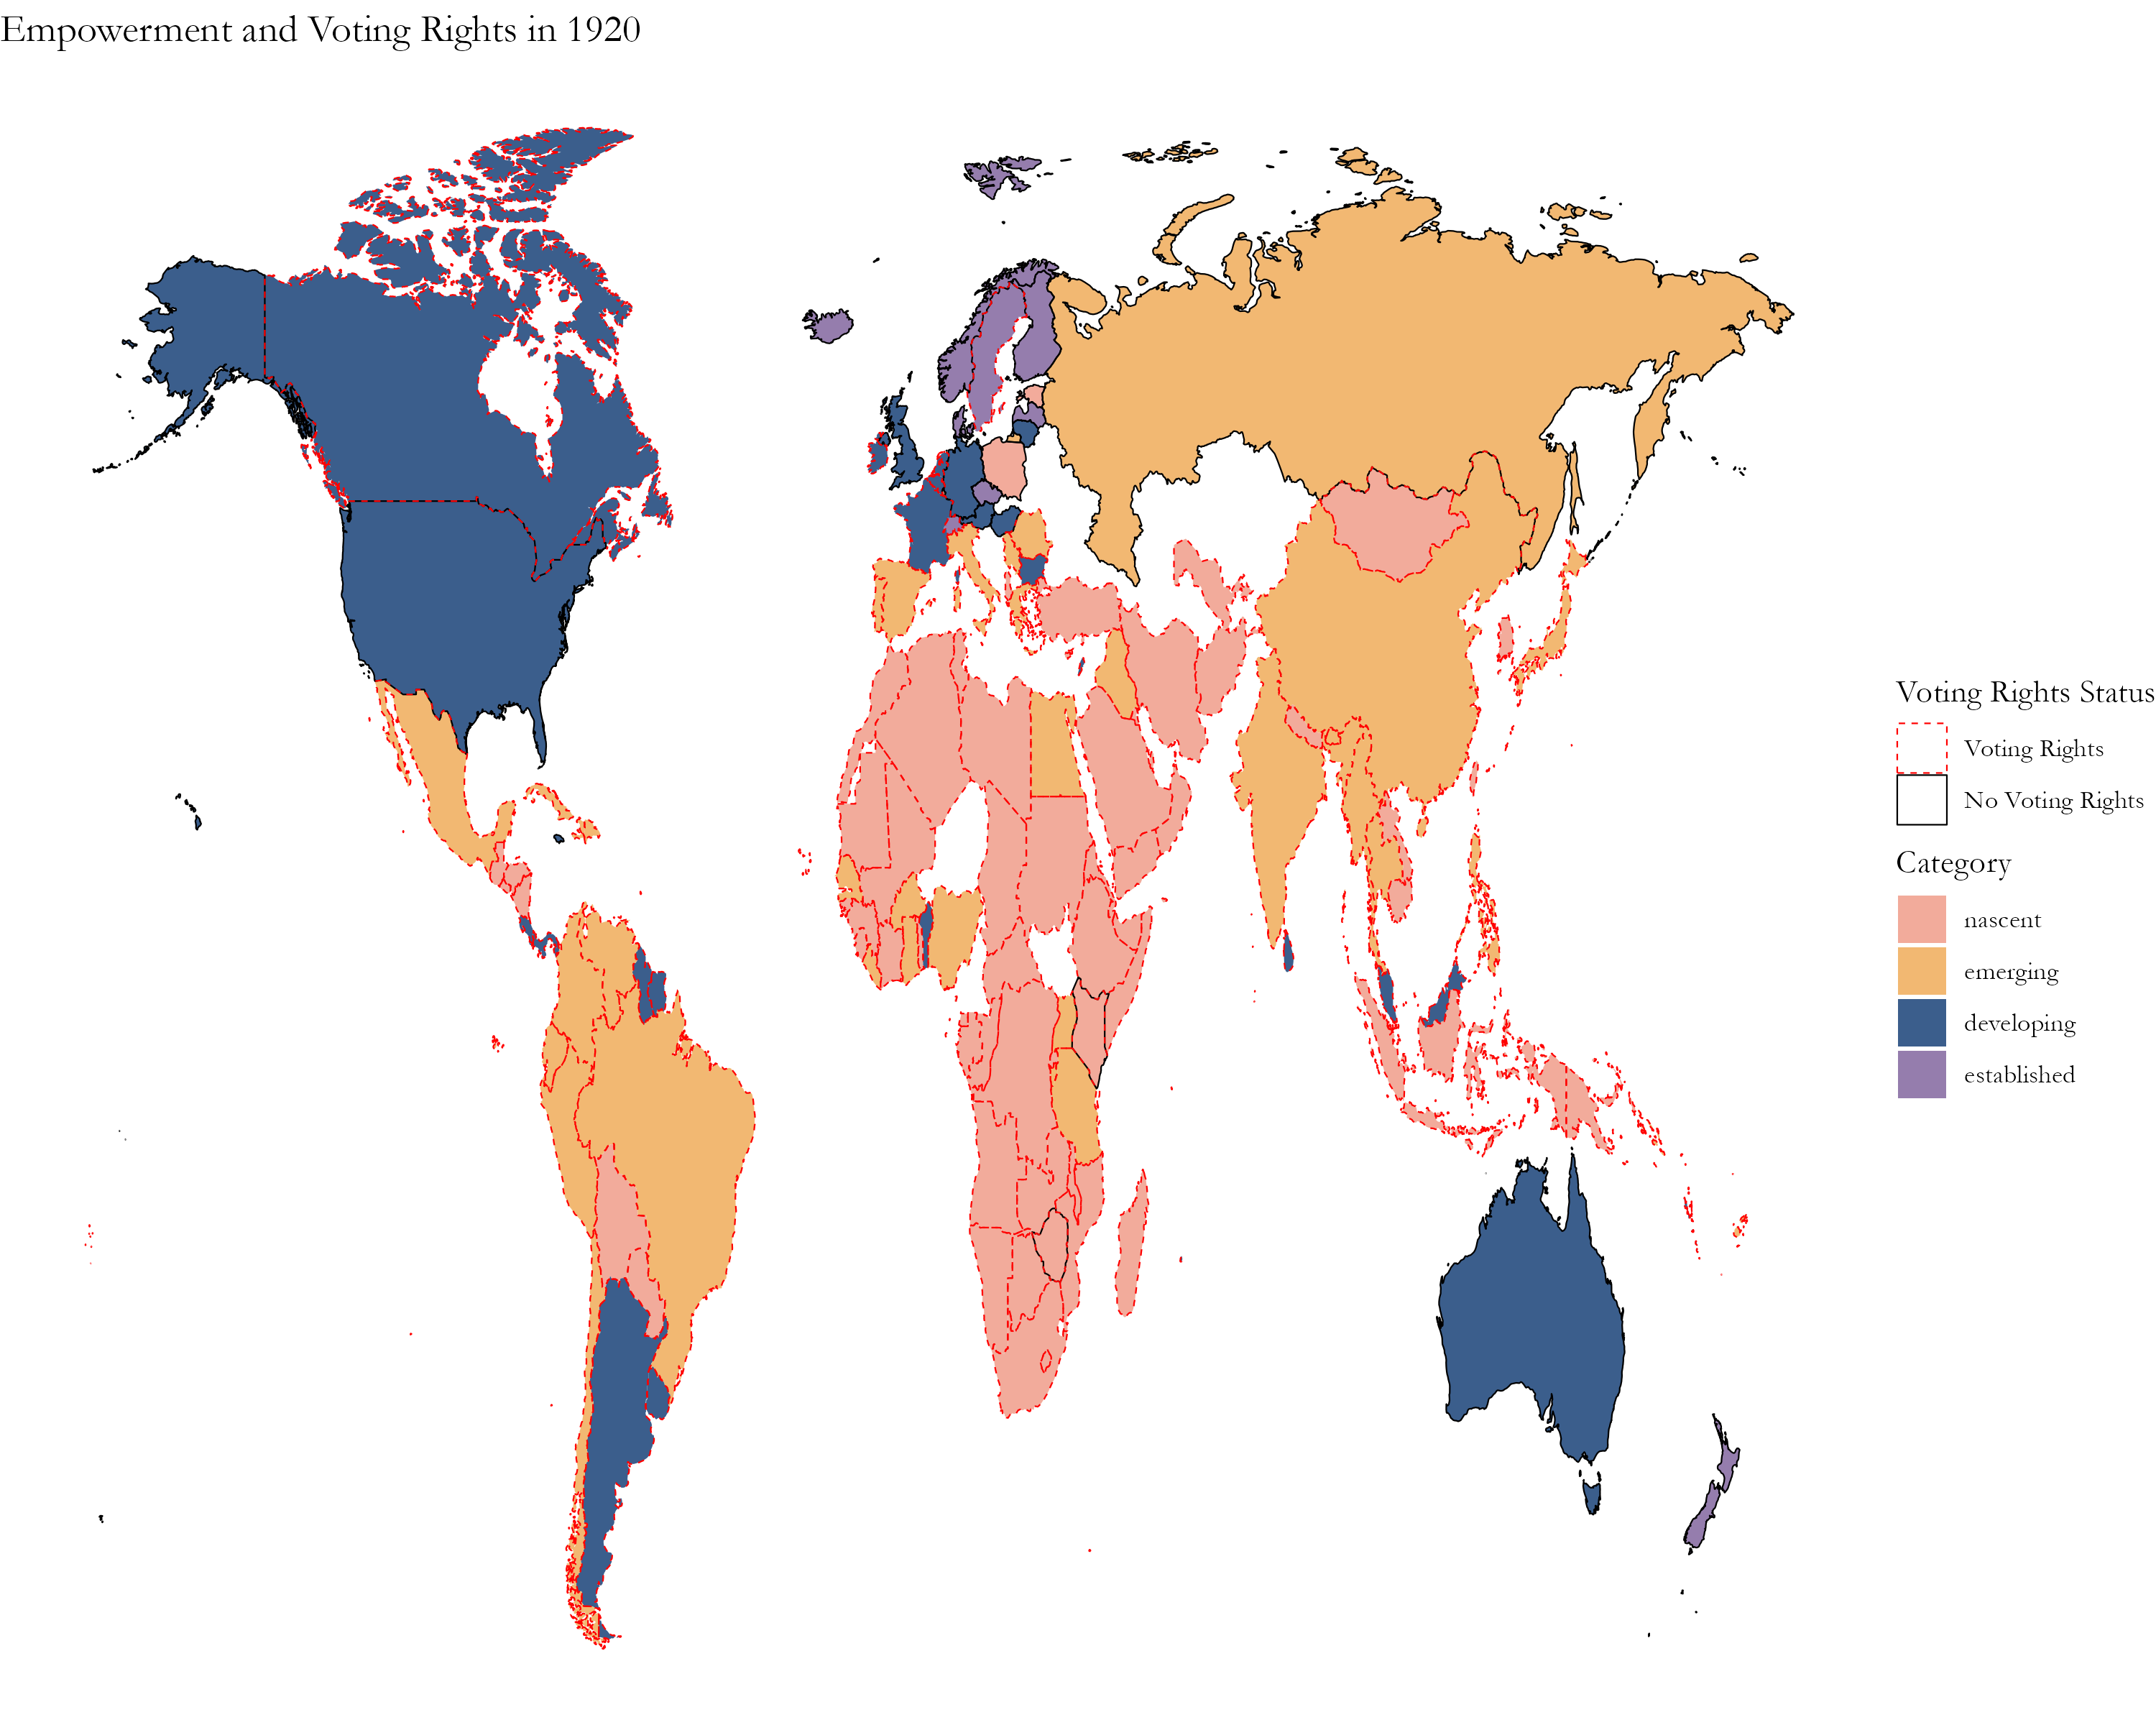 Empowerment and Voting Rights in 1920
Voting Rights Status
Voting Rights
No Voting Rights
Category
nascent
emerging
developing
established